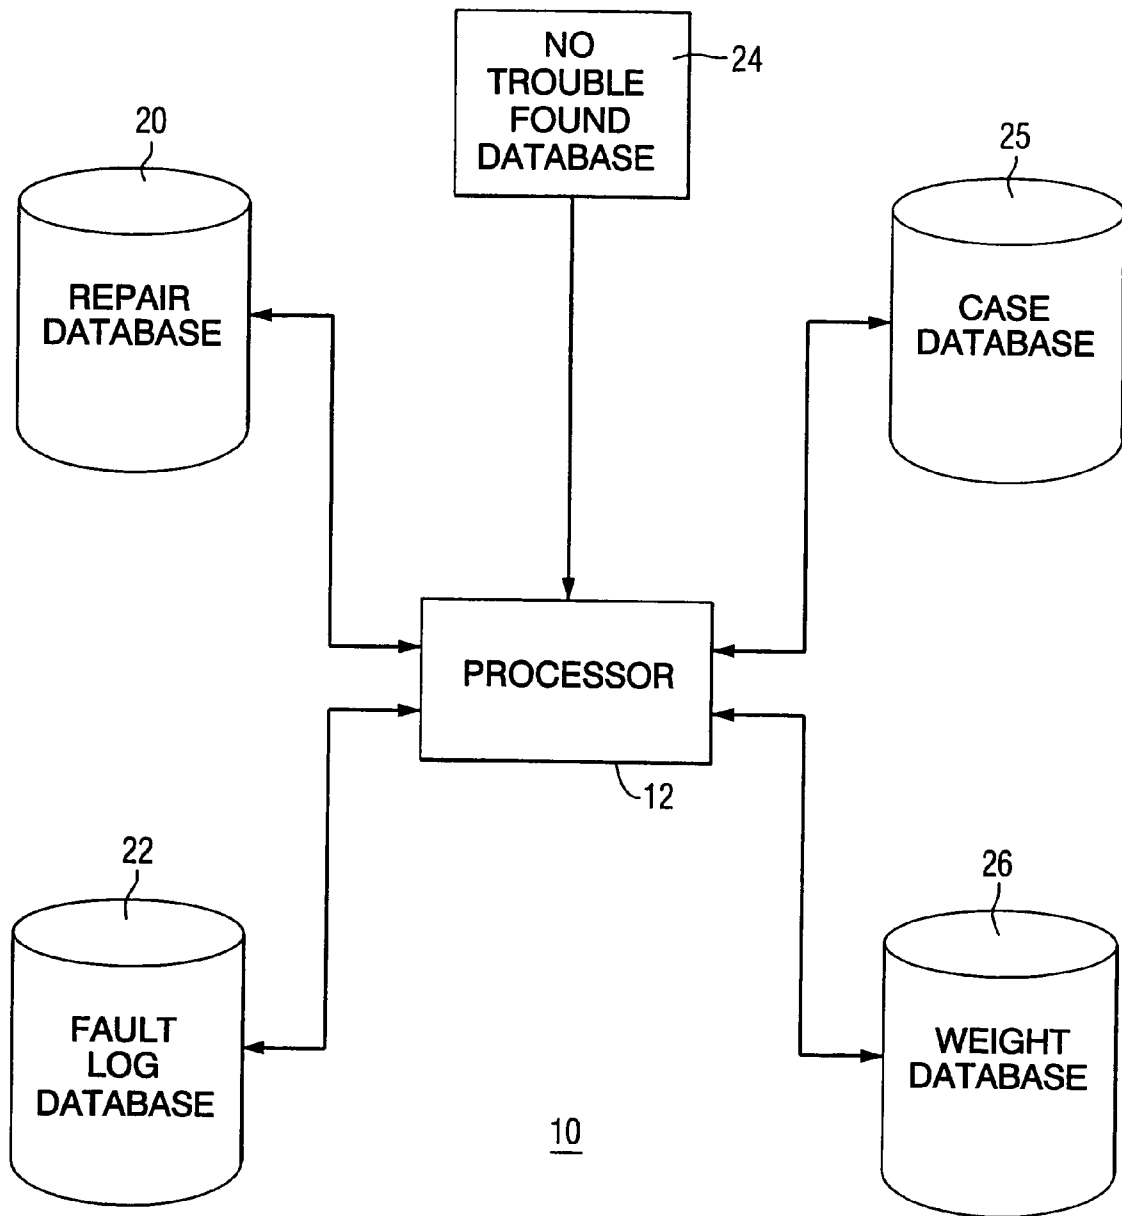 NO
TROUBLE
FOUND
DATABASE
24
20
REPAIR
DATABASE
25
CASE
DATABASE
PROCESSOR
12
22
FAULT
LOG
DATABASE
26
WEIGHT
DATABASE
10